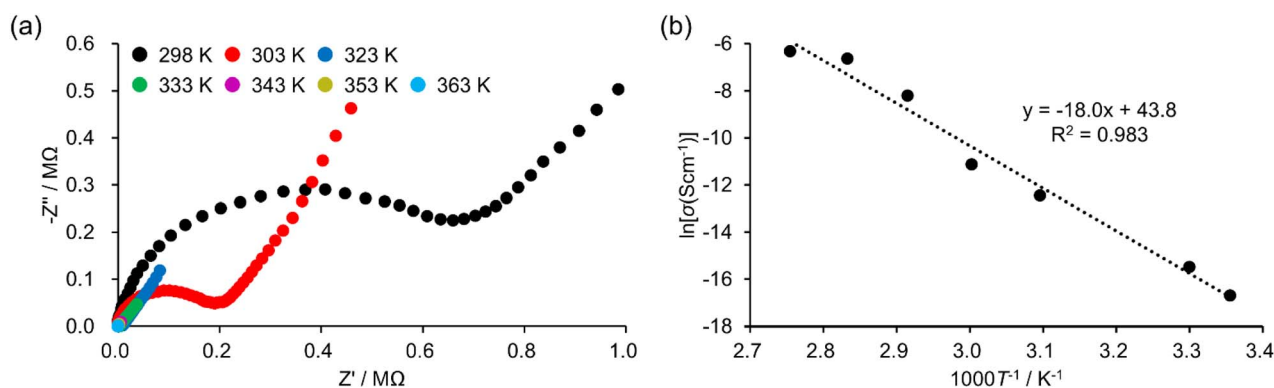 (a)
0.6
0.5
0.4
0.3
0.2
0.1
0.0
-Z" / MΩ
298 K 303 K 323 K
333 K 343 K 353 K 363 K
0.0 0.2 0.4 0.6 0.8 1.0
Z' / MΩ
(b)
-6
-8
-10
-12
-14
-16
-18
ln[σ(Scm⁻¹)]
y = -18.0x + 43.8
R² = 0.983
2.7 2.8 2.9 3.0 3.1 3.2 3.3 3.4
1000T⁻¹ / K⁻¹